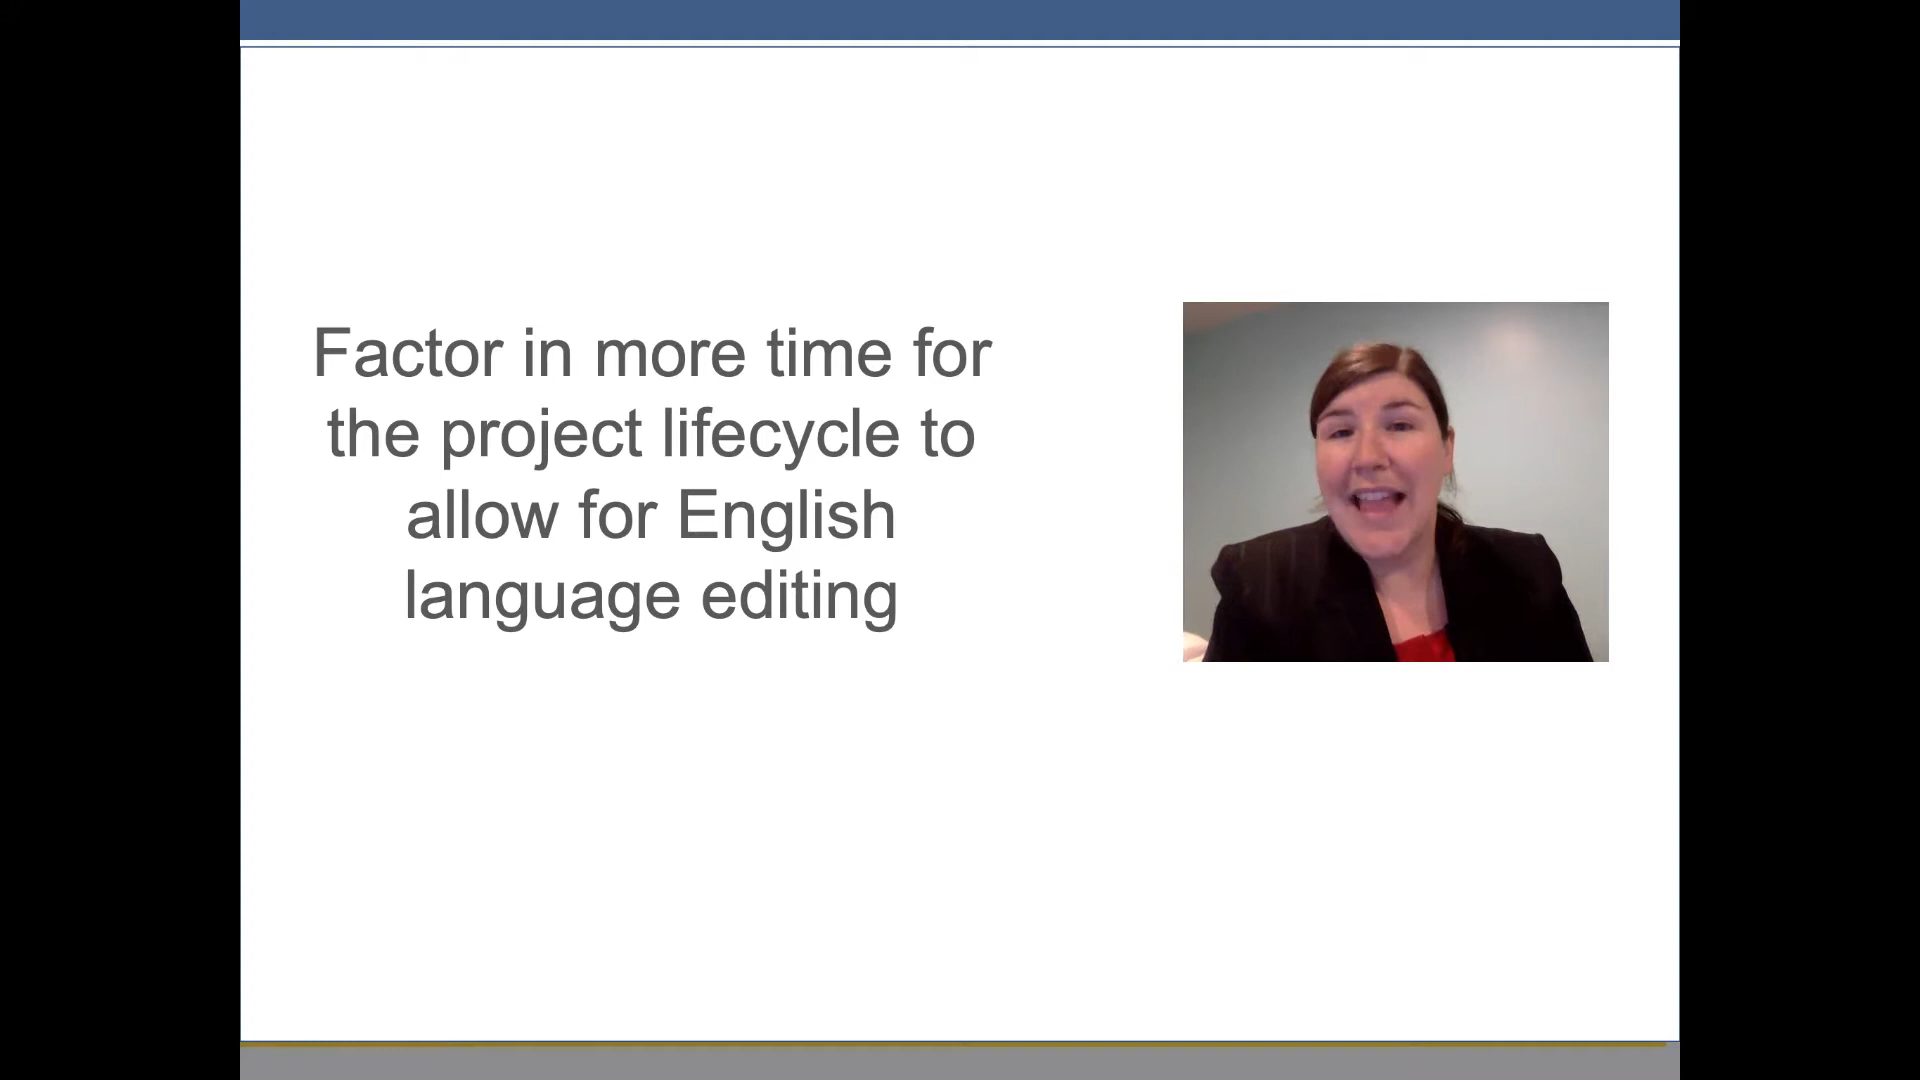 Factor in more time for
the project lifecycle to
allow for English
language editing